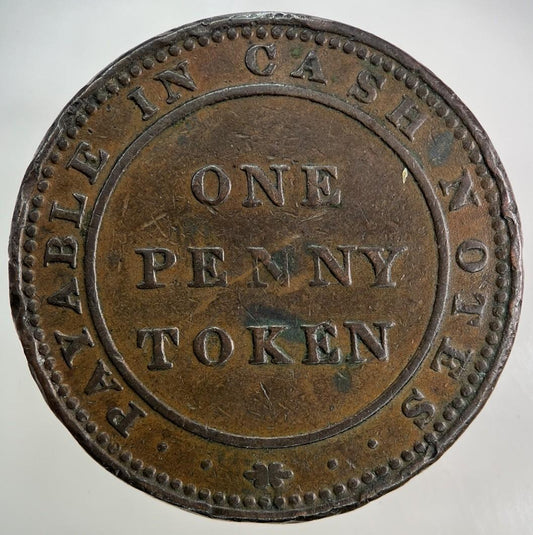 PAYABLE IN CASH NOTES
ONE
PENNY
TOKEN